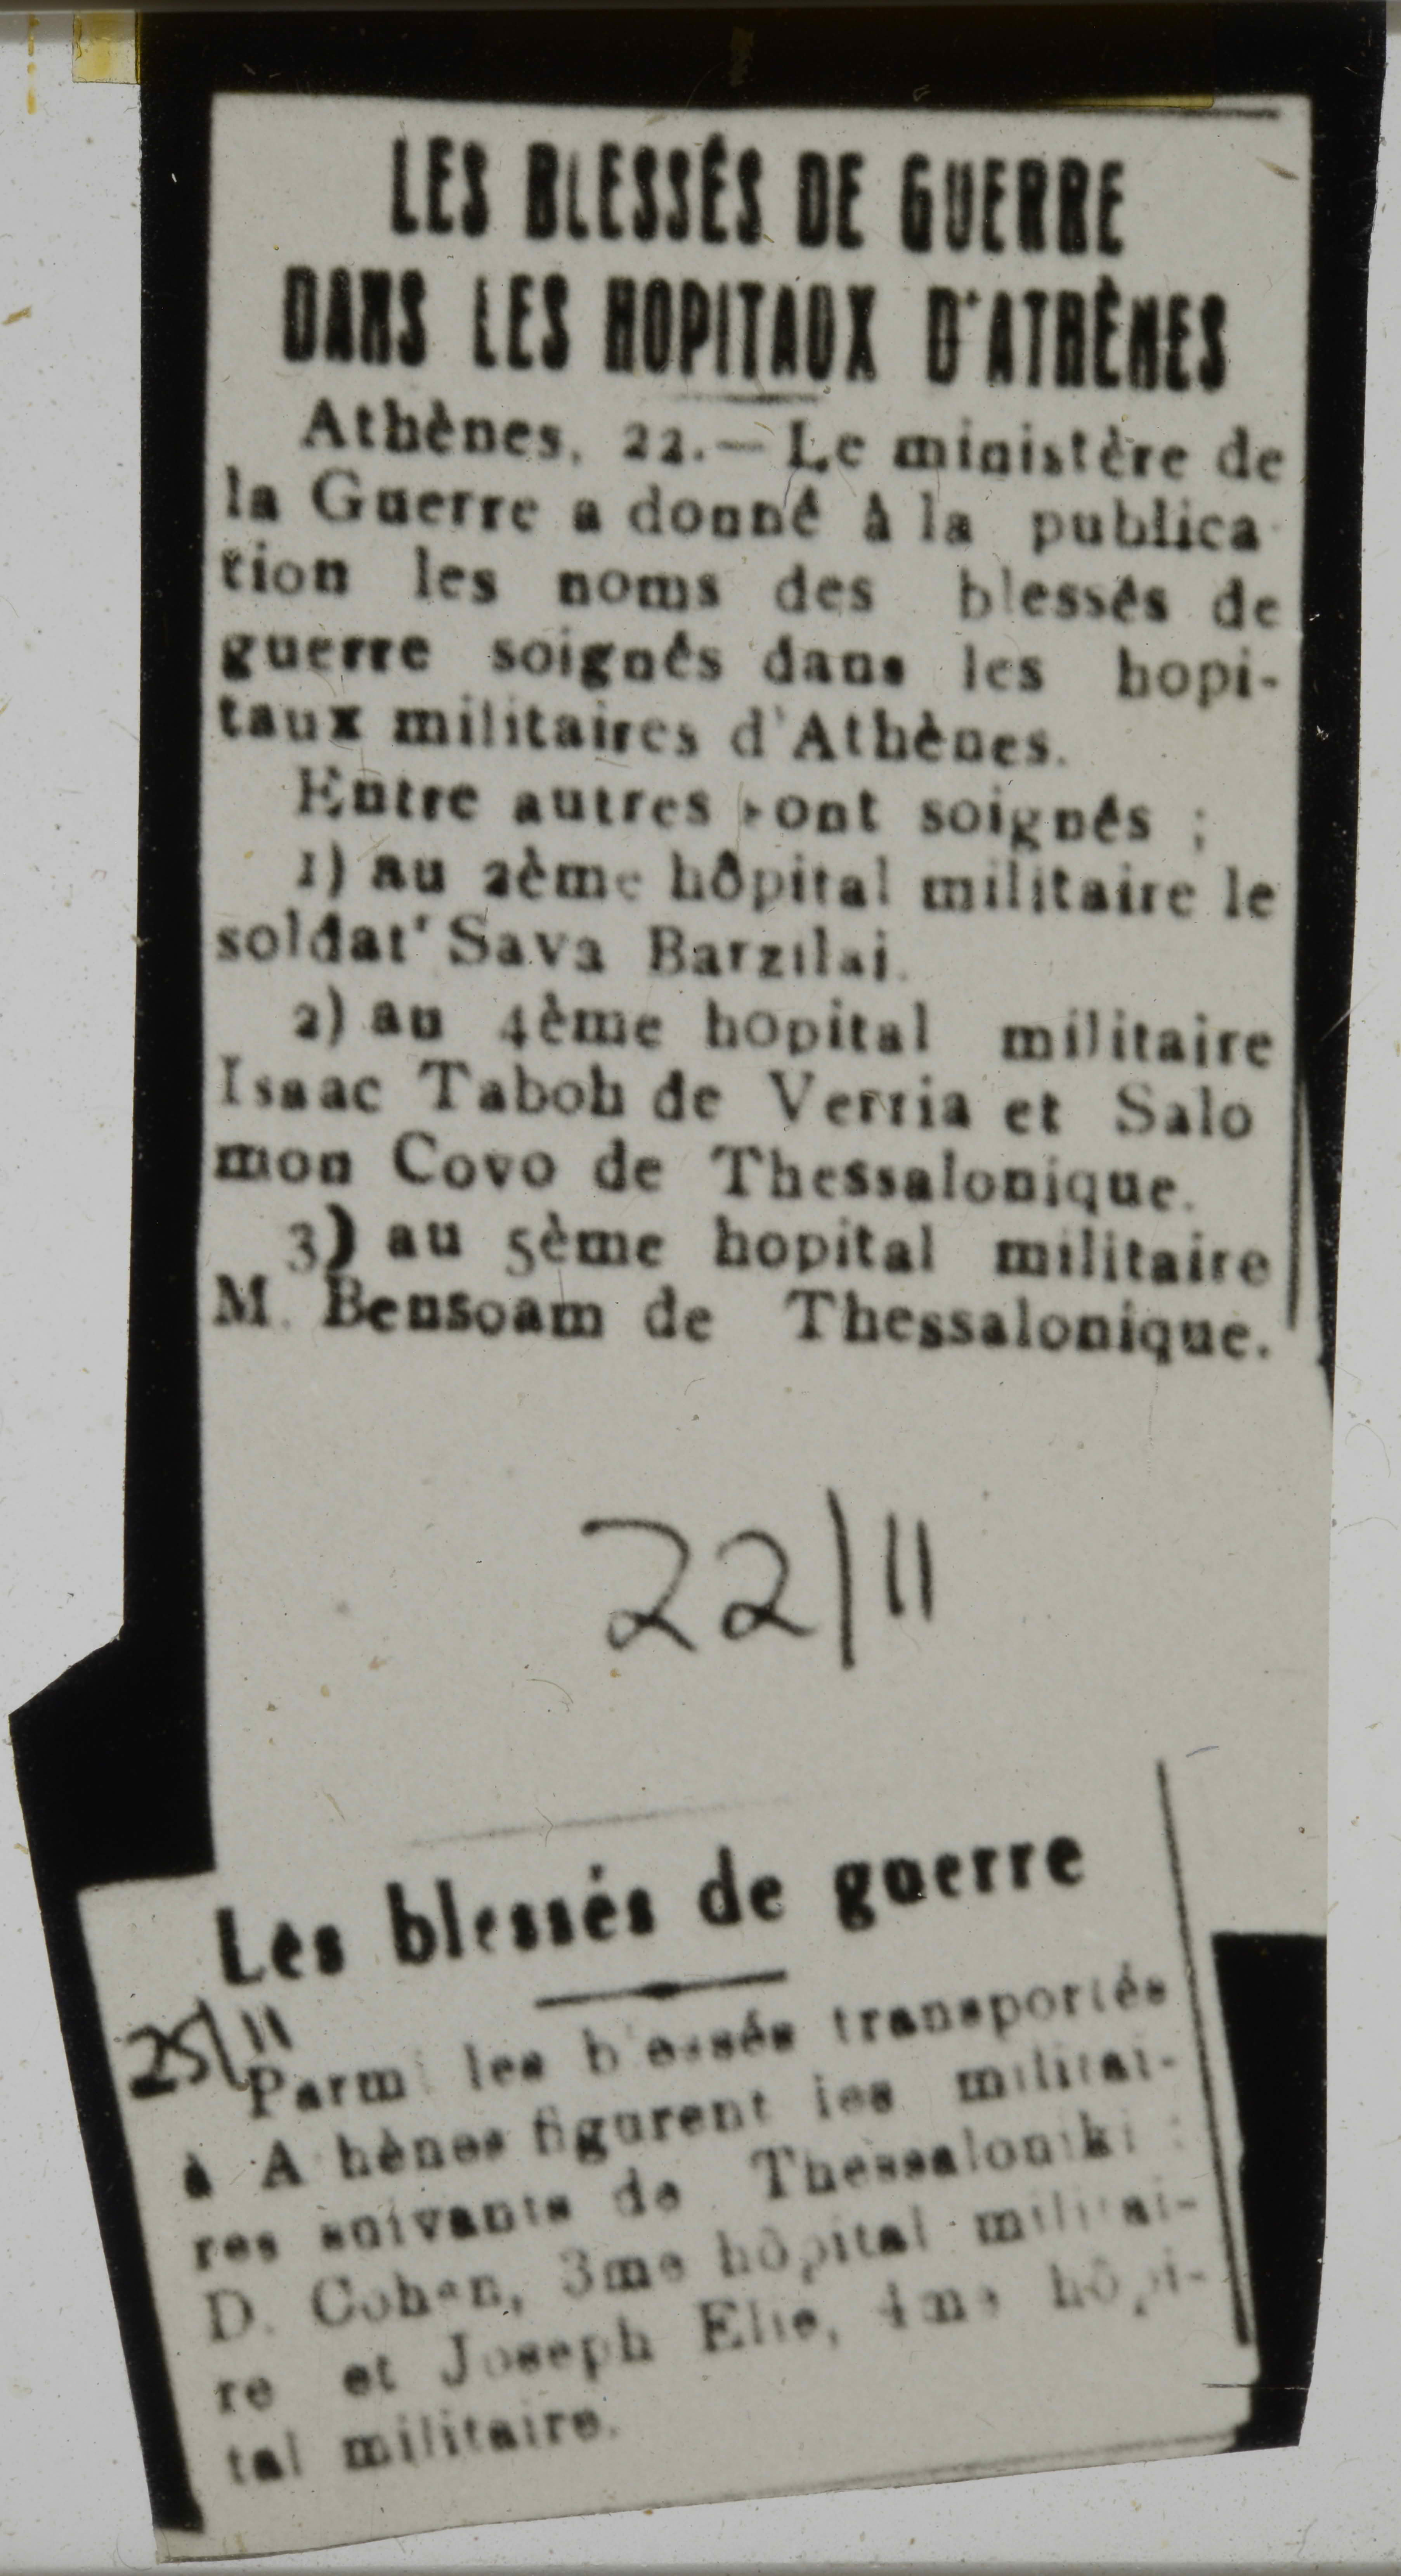 LES BLESSÉS DE GUERRE
DANS LES HOPITAUX D'ATHÈNES
Athènes, 22.— Le ministère de
la Guerre a donné à la publica
tion les noms des blessés de
guerre soignés dans les hopi-
taux militaires d'Athènes.
Entre autres sont soignés :
1) au 2ème hôpital militaire le
soldat Sava Barzilai.
2) au 4ème hopital militaire
Isaac Taboh de Verria et Salo
mon Covo de Thessalonique.
3) au 5ème hopital militaire
M. Bensoam de Thessalonique.
22/11
Les blessés de guerre
25/11
Parmi les blessés transportés
à Athènes figurent les militai-
res suivants de Thessaloniki :
D. Cohen, 3me hôpital militai-
re et Joseph Elie, 4me hôpi-
tal militaire.